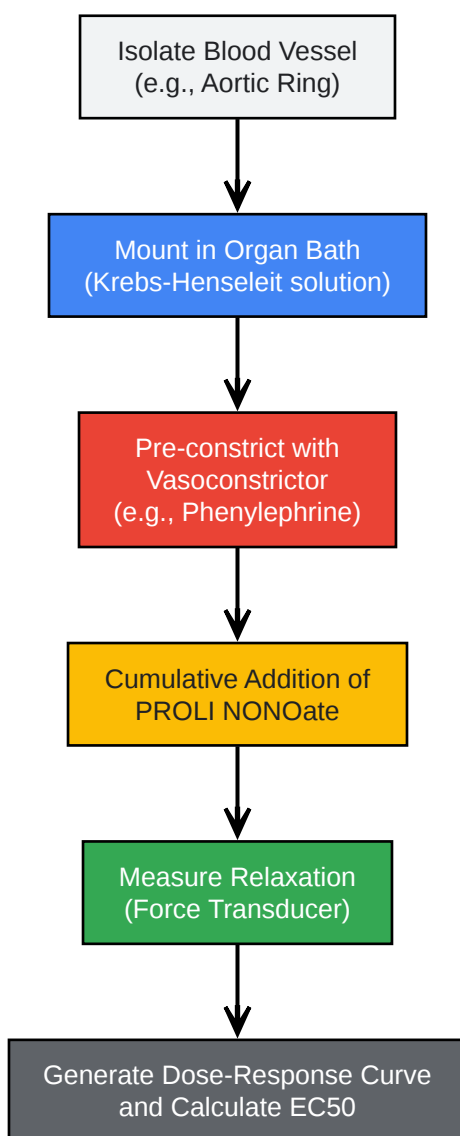 Isolate Blood Vessel
(e.g., Aortic Ring)
Mount in Organ Bath
(Krebs-Henseleit solution)
Pre-constrict with
Vasoconstrictor
(e.g., Phenylephrine)
Cumulative Addition of
PROLI NONOate
Measure Relaxation
(Force Transducer)
Generate Dose-Response Curve
and Calculate EC50